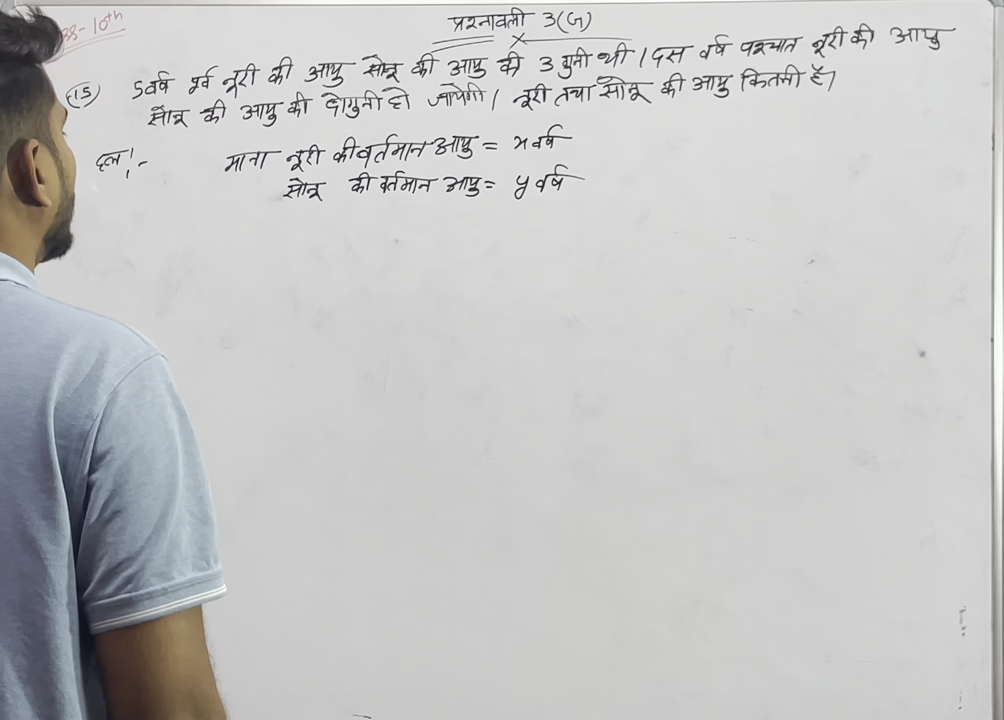 प्रश्नावली 3(G)
BB-10th
(15) 5 वर्ष पूर्व नूरी की आयु सोनू की आयु की 3 गुनी थी। दस वर्ष पश्चात नूरी की आयु
सोनू की आयु की दोगुनी हो जायेगी। नूरी तथा सोनू की आयु कितनी है।
हल:- माना नूरी की वर्तमान आयु = x वर्ष
सोनू की वर्तमान आयु = y वर्ष